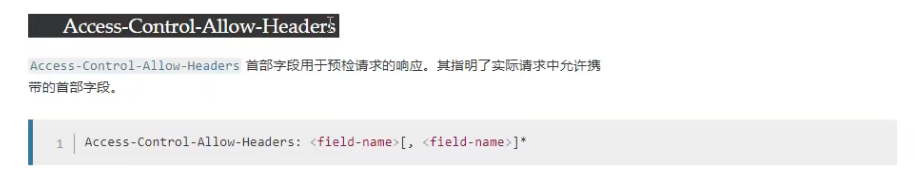 Access-Control-Allow-Headers
Access-Control-Allow-Headers 首部字段用于预检请求的响应。其指明了实际请求中允许携
带的首部字段。
1 Access-Control-Allow-Headers: <field-name>[, <field-name>]*